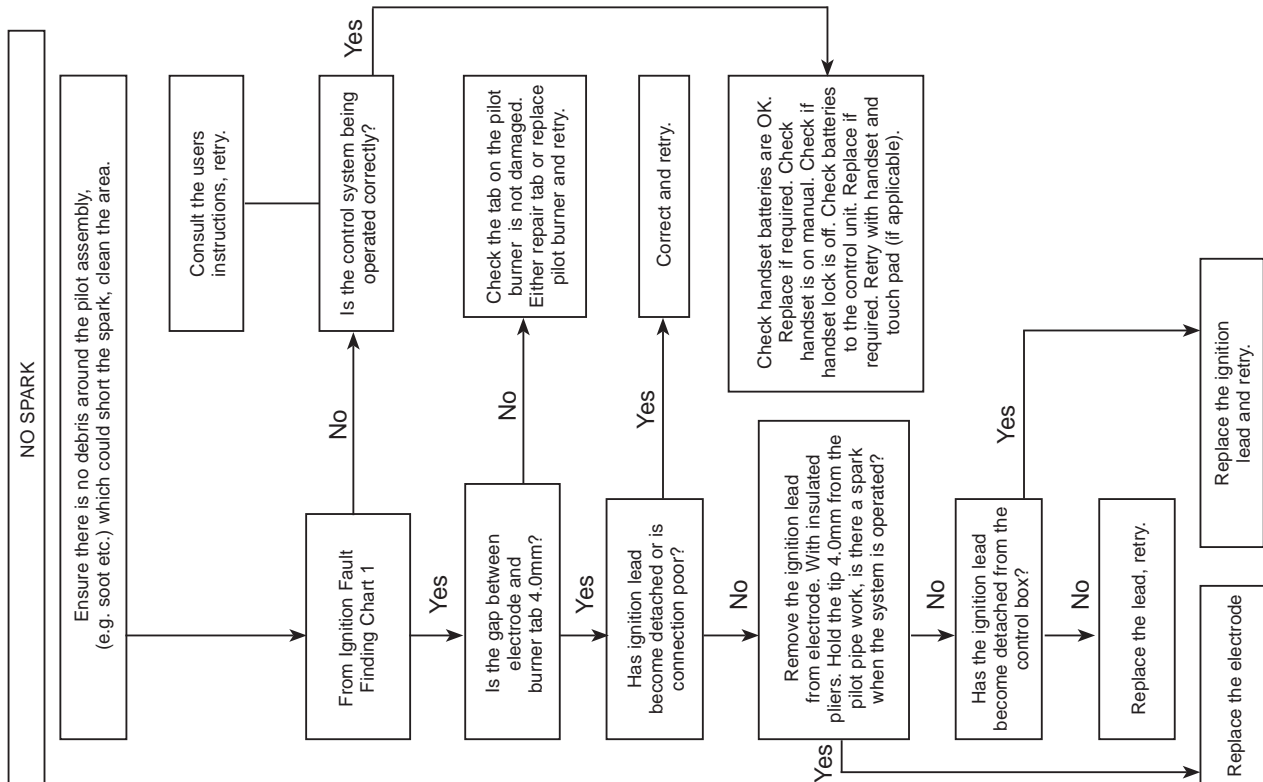 NO SPARK
Ensure there is no debris around the pilot assembly,
(e.g. soot etc.) which could short the spark, clean the area.
Consult the users
instructions, retry.
From Ignition Fault
Finding Chart 1
No
Is the control system being
operated correctly?
Yes
Yes
Is the gap between
electrode and
burner tab 4.0mm?
No
Check the tab on the pilot
burner is not damaged.
Either repair tab or replace
pilot burner and retry.
Yes
Has ignition lead
become detached or is
connection poor?
Yes
Correct and retry.
No
Remove the ignition lead
from electrode. With insulated
pliers. Hold the tip 4.0mm from the
pilot pipe work, is there a spark
when the system is operated?
Check handset batteries are OK.
Replace if required. Check
handset is on manual. Check if
handset lock is off. Check batteries
to the control unit. Replace if
required. Retry with handset and
touch pad (if applicable).
Yes
No
Has the ignition lead
become detached from the
control box?
Yes
No
Replace the lead, retry.
Replace the electrode
Replace the ignition
lead and retry.